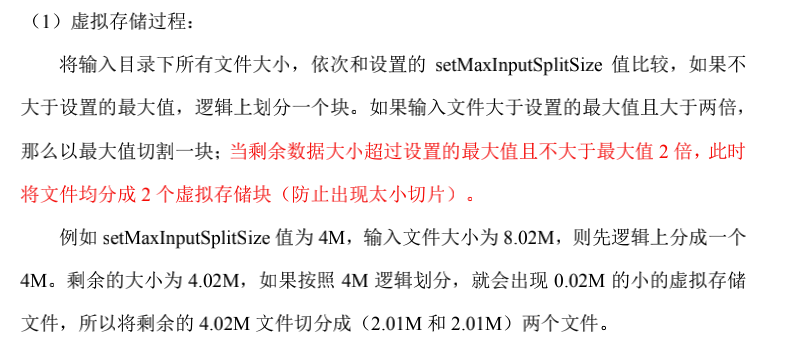 （1）虚拟存储过程：
将输入目录下所有文件大小，依次和设置的 setMaxInputSplitSize 值比较，如果不
大于设置的最大值，逻辑上划分一个块。如果输入文件大于设置的最大值且大于两倍，
那么以最大值切割一块；当剩余数据大小超过设置的最大值且不大于最大值 2 倍，此时
将文件均分成 2 个虚拟存储块（防止出现太小切片）。
例如 setMaxInputSplitSize 值为 4M，输入文件大小为 8.02M，则先逻辑上分成一个
4M。剩余的大小为 4.02M，如果按照 4M 逻辑划分，就会出现 0.02M 的小的虚拟存储
文件，所以将剩余的 4.02M 文件切分成（2.01M 和 2.01M）两个文件。